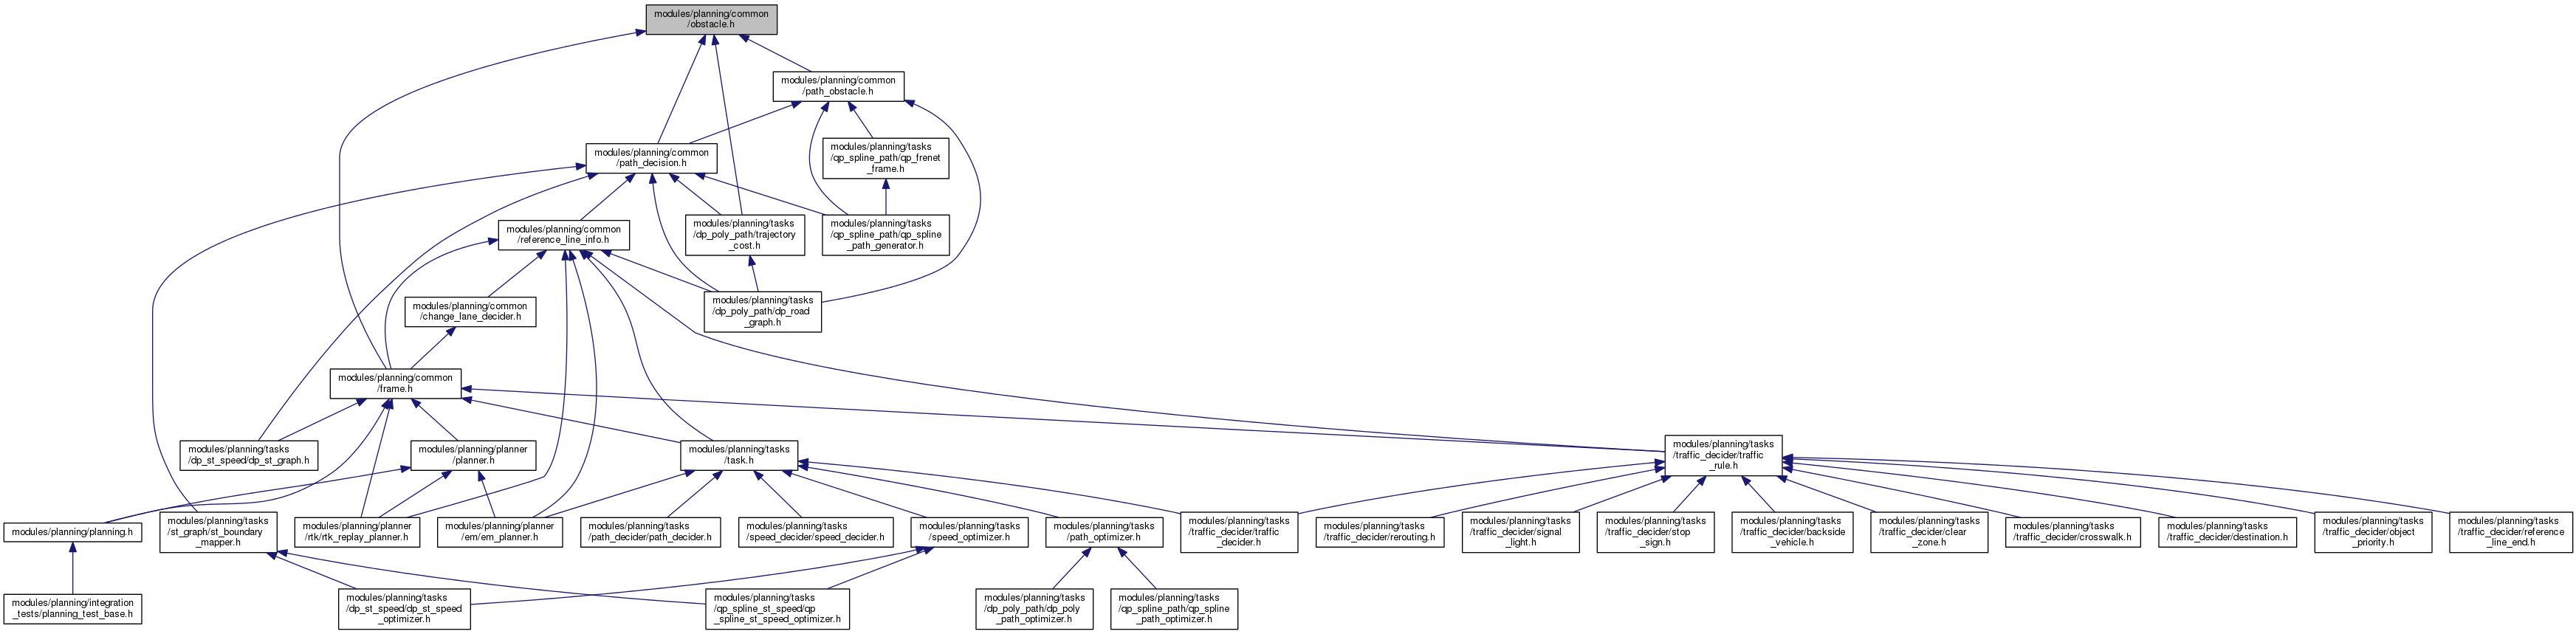 modules/planning/common
/obstacle.h
modules/planning/common
/path_obstacle.h
modules/planning/common
/path_decision.h
modules/planning/tasks
/qp_spline_path/qp_frenet
_frame.h
modules/planning/common
/reference_line_info.h
modules/planning/tasks
/dp_poly_path/trajectory
_cost.h
modules/planning/tasks
/qp_spline_path/qp_spline
_path_generator.h
modules/planning/common
/change_lane_decider.h
modules/planning/tasks
/dp_poly_path/dp_road
_graph.h
modules/planning/common
/frame.h
modules/planning/tasks
/dp_st_speed/dp_st_graph.h
modules/planning/planner
/planner.h
modules/planning/tasks
/task.h
modules/planning/tasks
/traffic_decider/traffic
_rule.h
modules/planning/planning.h
modules/planning/tasks
/st_graph/st_boundary
_mapper.h
modules/planning/planner
/rtk/rtk_replay_planner.h
modules/planning/planner
/em/em_planner.h
modules/planning/tasks
/path_decider/path_decider.h
modules/planning/tasks
/speed_decider/speed_decider.h
modules/planning/tasks
/speed_optimizer.h
modules/planning/tasks
/path_optimizer.h
modules/planning/tasks
/traffic_decider/traffic
_decider.h
modules/planning/tasks
/traffic_decider/rerouting.h
modules/planning/tasks
/traffic_decider/signal
_light.h
modules/planning/tasks
/traffic_decider/stop
_sign.h
modules/planning/tasks
/traffic_decider/backside
_vehicle.h
modules/planning/tasks
/traffic_decider/clear
_zone.h
modules/planning/tasks
/traffic_decider/crosswalk.h
modules/planning/tasks
/traffic_decider/destination.h
modules/planning/tasks
/traffic_decider/object
_priority.h
modules/planning/tasks
/traffic_decider/reference
_line_end.h
modules/planning/integration
_tests/planning_test_base.h
modules/planning/tasks
/dp_st_speed/dp_st_speed
_optimizer.h
modules/planning/tasks
/qp_spline_st_speed/qp
_spline_st_speed_optimizer.h
modules/planning/tasks
/dp_poly_path/dp_poly
_path_optimizer.h
modules/planning/tasks
/qp_spline_path/qp_spline
_path_optimizer.h